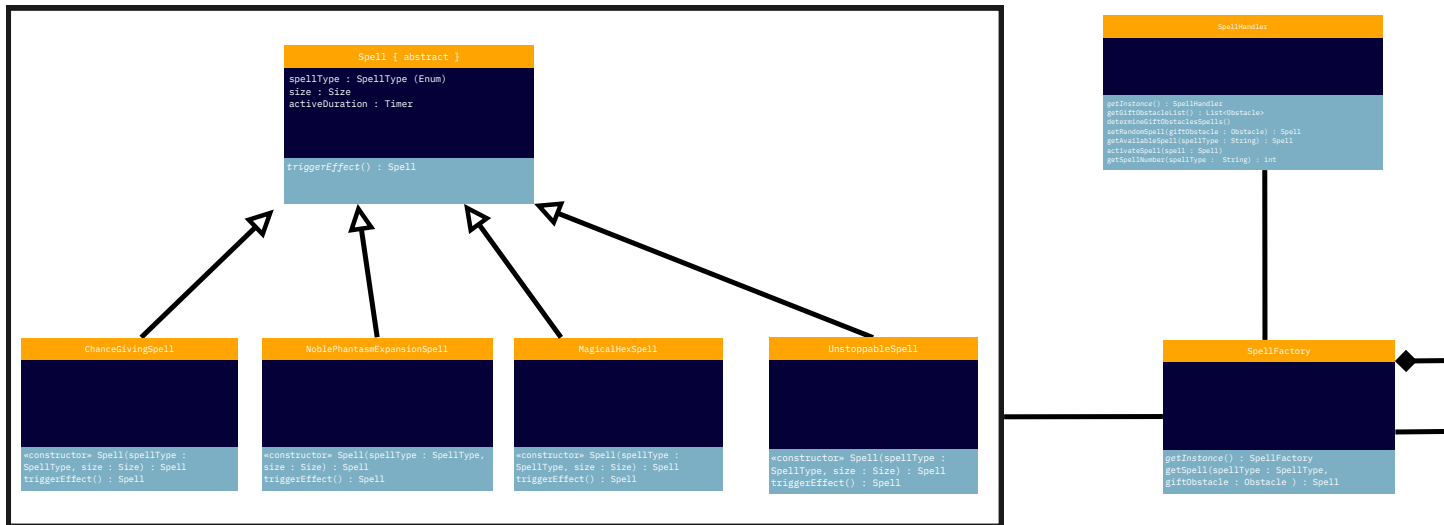 Spell { abstract }
spellType : SpellType (Enum)
size : Size
activeDuration : Timer
triggerEffect() : Spell
ChanceGivingSpell
«constructor» Spell(spellType :
SpellType, size : Size) : Spell
triggerEffect() : Spell
NoblePhantasmExpansionSpell
«constructor» Spell(spellType : SpellType,
size : Size) : Spell
triggerEffect() : Spell
MagicalHexSpell
«constructor» Spell(spellType :
SpellType, size : Size) : Spell
triggerEffect() : Spell
UnstoppableSpell
«constructor» Spell(spellType :
SpellType, size : Size) : Spell
triggerEffect() : Spell
SpellHandler
getInstance() : SpellHandler
getGiftObstacleList() : List<Obstacle>
determineGiftObstaclesSpells()
setRandomSpell(giftObstacle : Obstacle) : Spell
getAvailableSpell(spellType : String) : Spell
activateSpell(spell : Spell)
getSpellNumber(spellType : String) : int
SpellFactory
getInstance() : SpellFactory
getSpell(spellType : SpellType,
giftObstacle : Obstacle ) : Spell